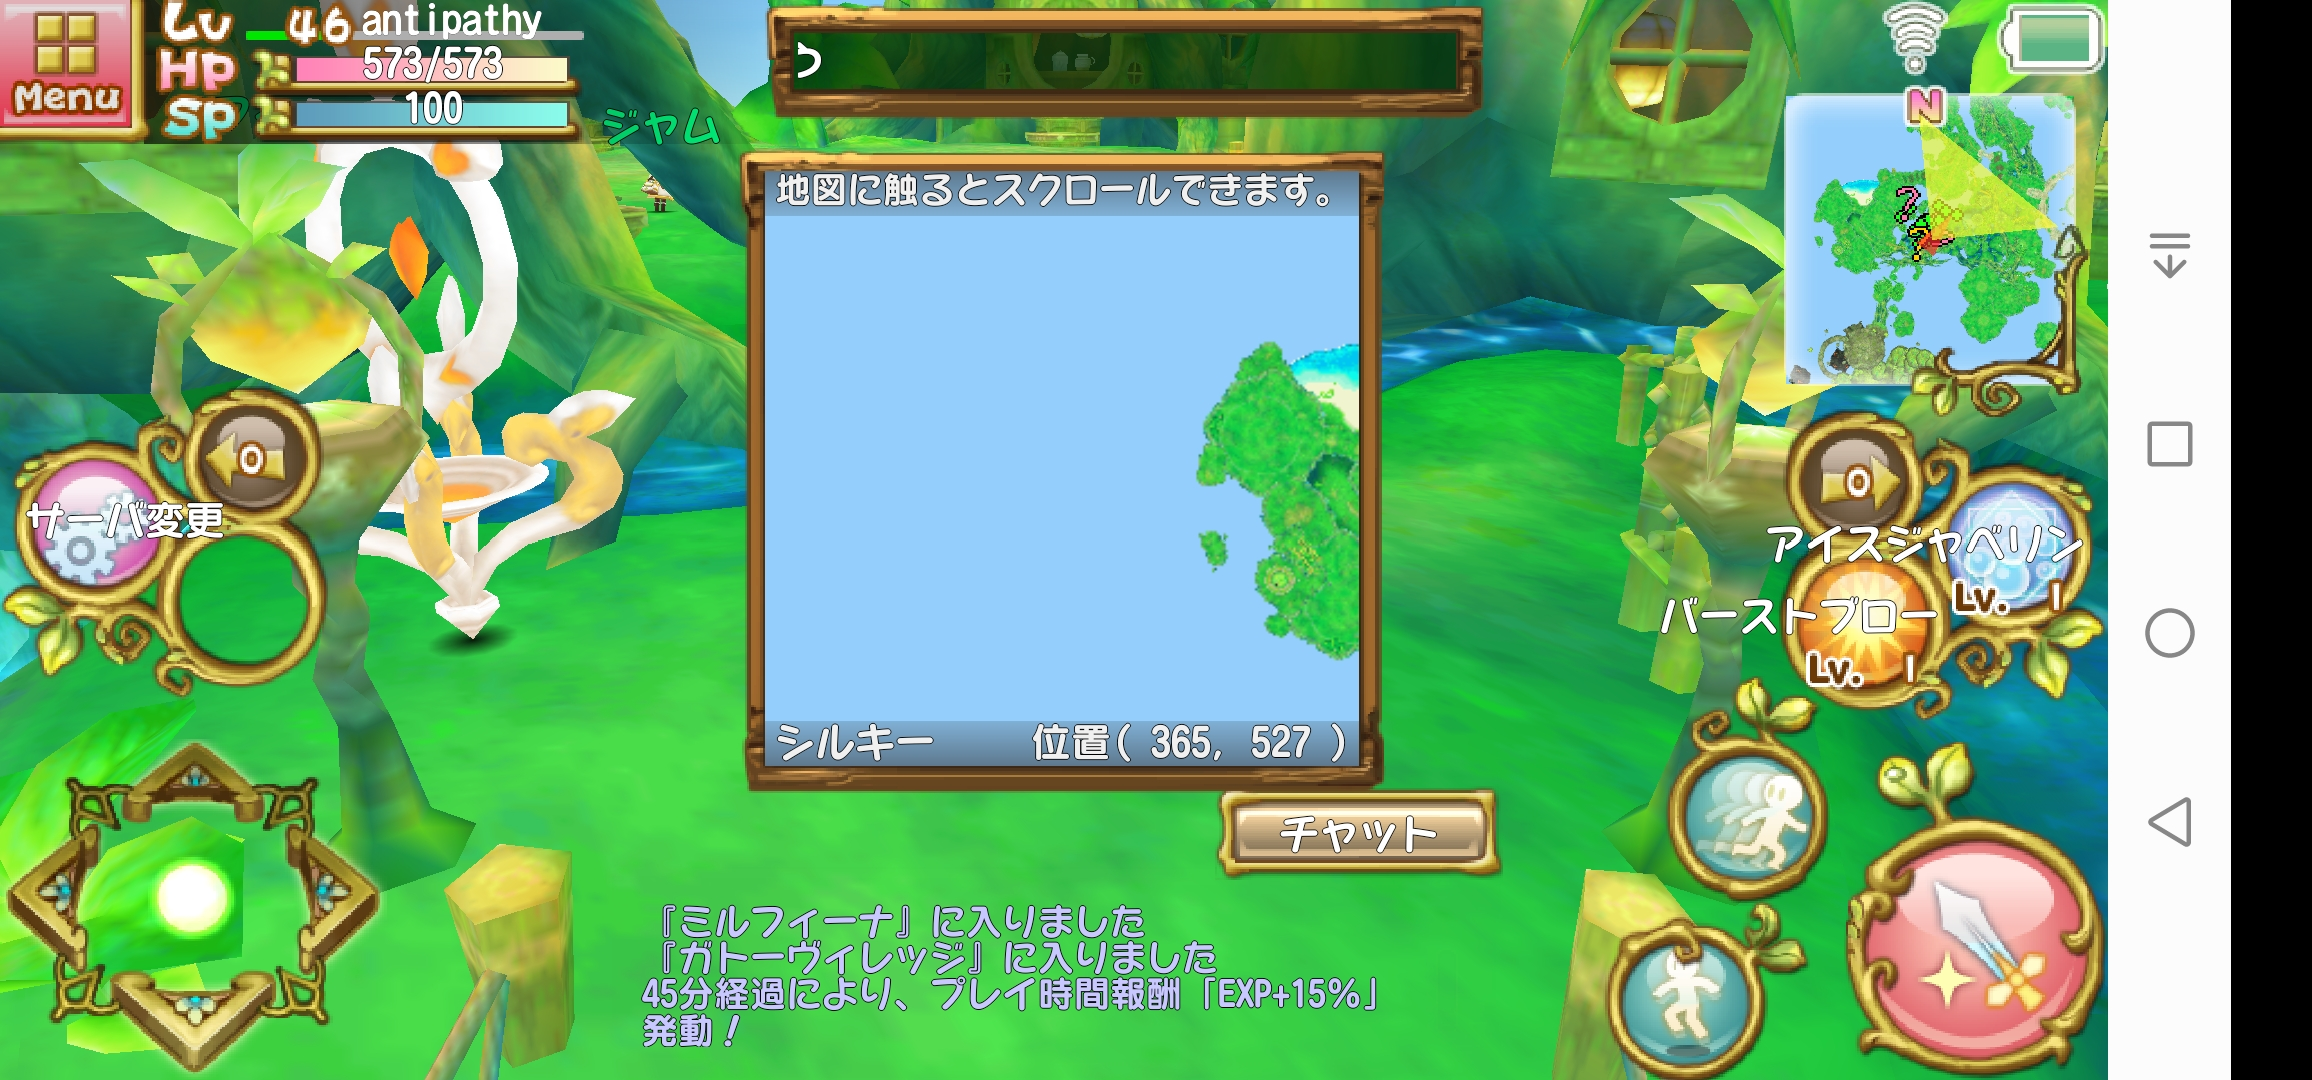 Menu
Lv 46 antipathy
HP 573/573
SP 100
ジャム
う
N
地図に触るとスクロールできます。
0
サーバ変更
0
アイスジャベリン
Lv. 1
バーストブロー
Lv. 1
シルキー 位置( 365, 527 )
チャット
『ミルフィーナ』に入りました
『ガトーヴィレッジ』に入りました
45分経過により、プレイ時間報酬「EXP+15%」
発動！